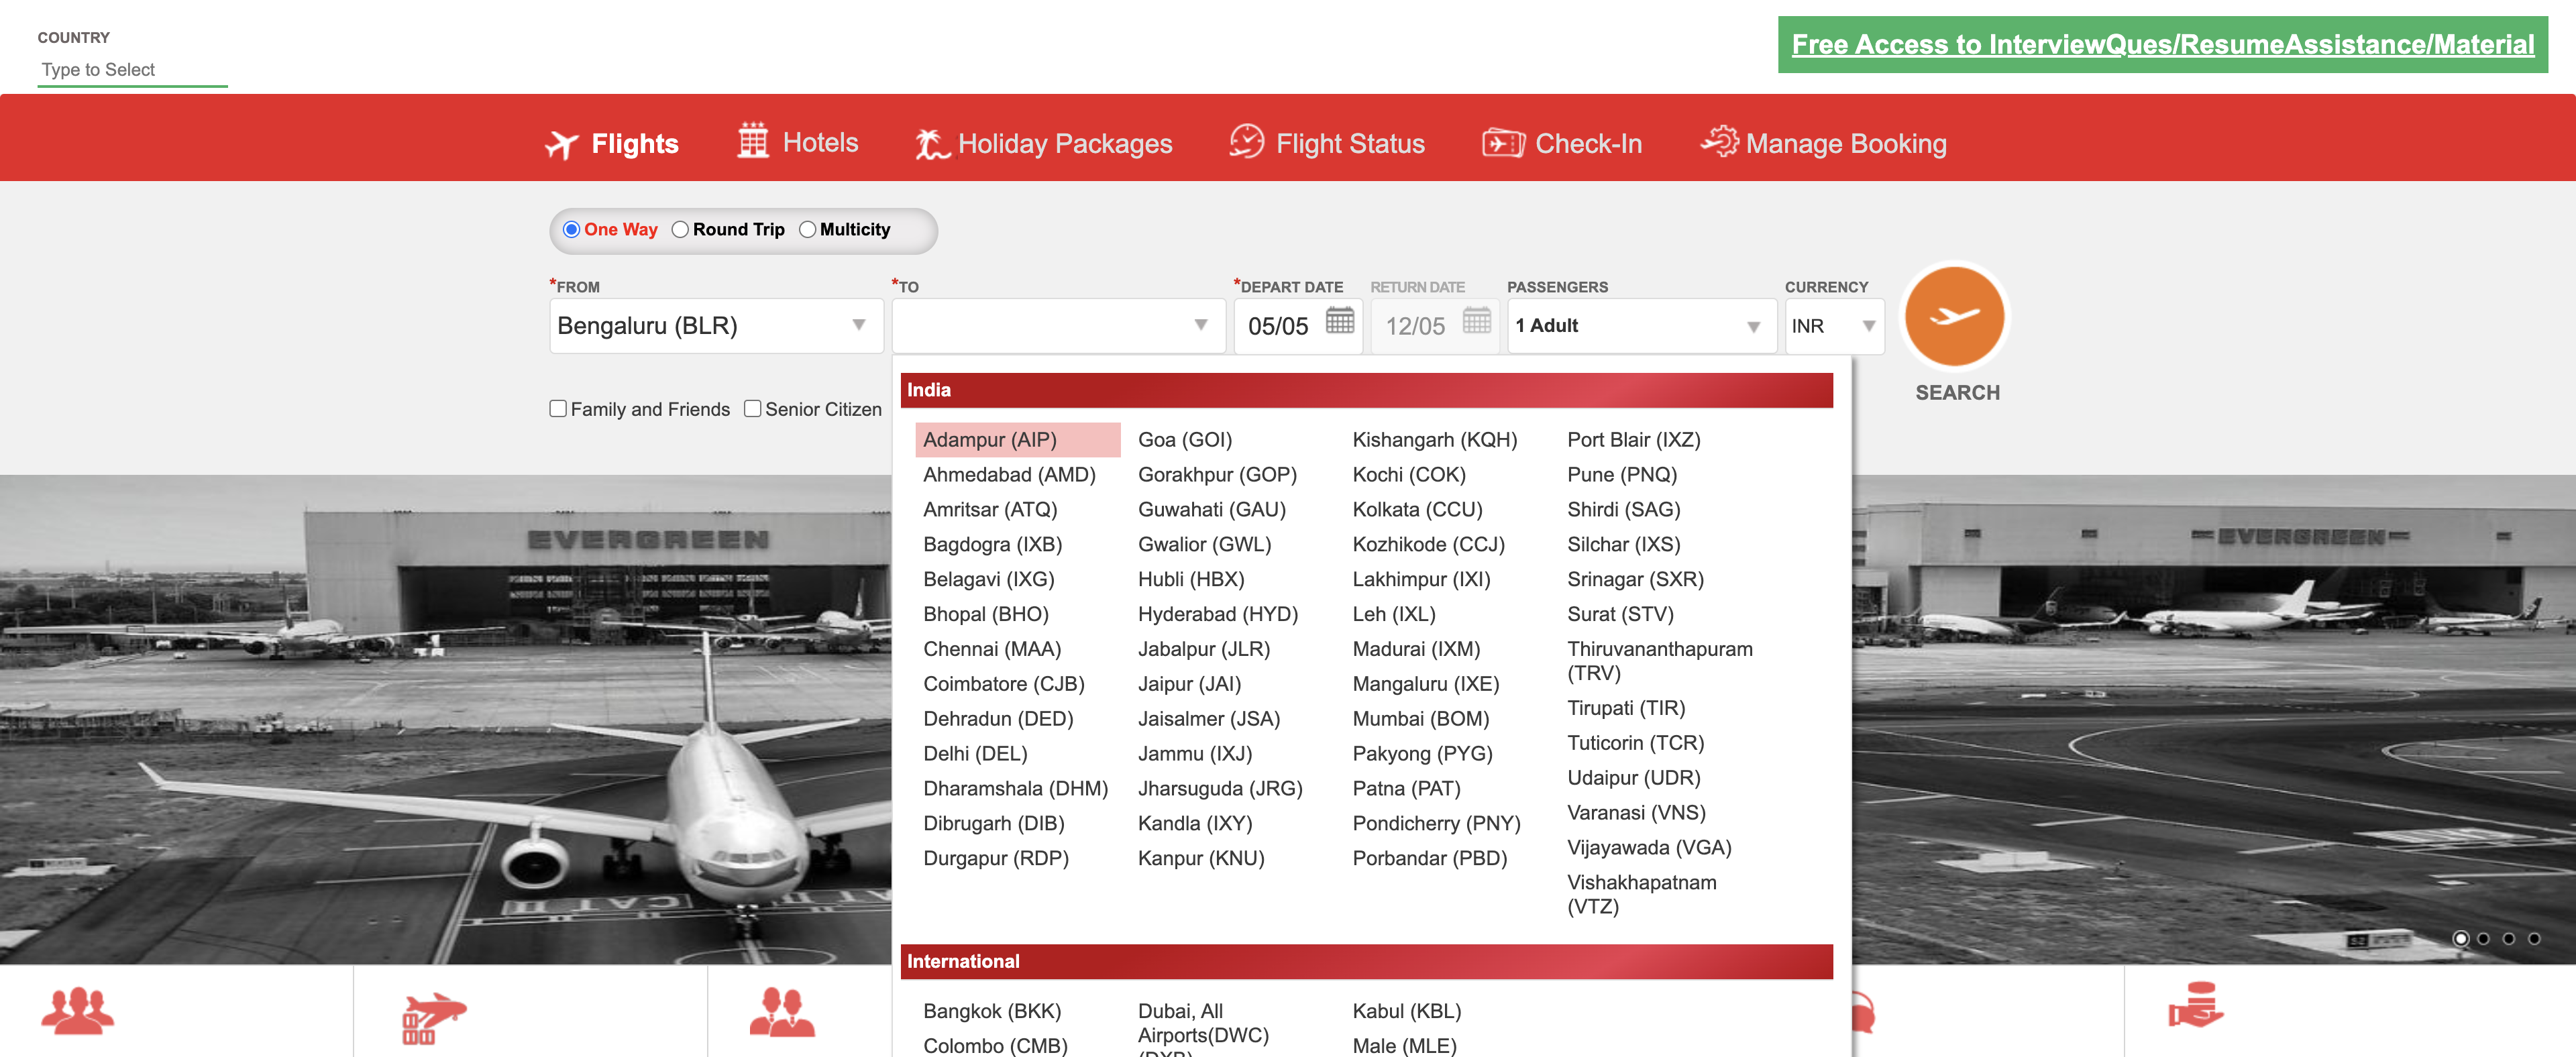 COUNTRY
Type to Select
Free Access to InterviewQues/ResumeAssistance/Material
Flights
Hotels
Holiday Packages
Flight Status
Check-In
Manage Booking
One Way Round Trip Multicity
*FROM
*TO
*DEPART DATE
RETURN DATE
PASSENGERS
CURRENCY
Bengaluru (BLR)
05/05
12/05
1 Adult
INR
SEARCH
Family and Friends
Senior Citizen
India
Adampur (AIP)
Ahmedabad (AMD)
Amritsar (ATQ)
Bagdogra (IXB)
Belagavi (IXG)
Bhopal (BHO)
Chennai (MAA)
Coimbatore (CJB)
Dehradun (DED)
Delhi (DEL)
Dharamshala (DHM)
Dibrugarh (DIB)
Durgapur (RDP)
Goa (GOI)
Gorakhpur (GOP)
Guwahati (GAU)
Gwalior (GWL)
Hubli (HBX)
Hyderabad (HYD)
Jabalpur (JLR)
Jaipur (JAI)
Jaisalmer (JSA)
Jammu (IXJ)
Jharsuguda (JRG)
Kandla (IXY)
Kanpur (KNU)
Kishangarh (KQH)
Kochi (COK)
Kolkata (CCU)
Kozhikode (CCJ)
Lakhimpur (IXI)
Leh (IXL)
Madurai (IXM)
Mangaluru (IXE)
Mumbai (BOM)
Pakyong (PYG)
Patna (PAT)
Pondicherry (PNY)
Porbandar (PBD)
Port Blair (IXZ)
Pune (PNQ)
Shirdi (SAG)
Silchar (IXS)
Srinagar (SXR)
Surat (STV)
Thiruvananthapuram
(TRV)
Tirupati (TIR)
Tuticorin (TCR)
Udaipur (UDR)
Varanasi (VNS)
Vijayawada (VGA)
Vishakhapatnam
(VTZ)
International
Bangkok (BKK)
Colombo (CMB)
Dubai, All
Airports(DWC)
Kabul (KBL)
Male (MLE)
EVERGREEN
EVERGREEN